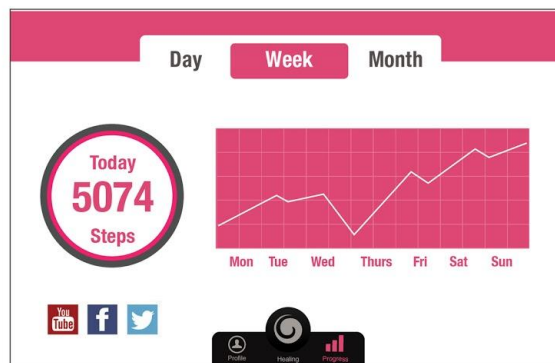 Day Week Month
Today
5074
Steps
Mon Tue Wed Thurs Fri Sat Sun
You
Tube
f
Profile Healing Progress